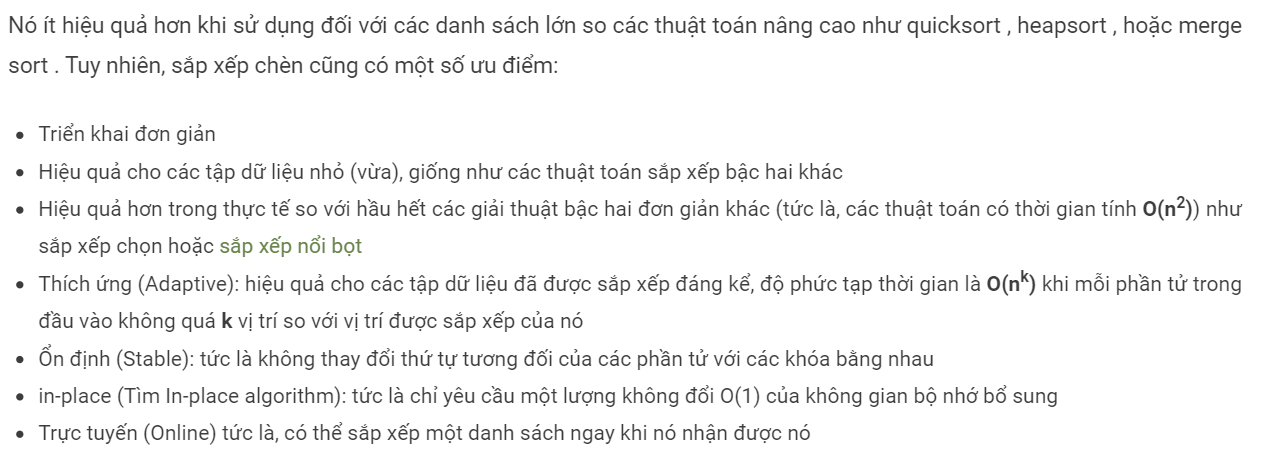 Nó ít hiệu quả hơn khi sử dụng đối với các danh sách lớn so các thuật toán nâng cao như quicksort , heapsort , hoặc merge
sort . Tuy nhiên, sắp xếp chèn cũng có một số ưu điểm:
• Triển khai đơn giản
• Hiệu quả cho các tập dữ liệu nhỏ (vừa), giống như các thuật toán sắp xếp bậc hai khác
• Hiệu quả hơn trong thực tế so với hầu hết các giải thuật bậc hai đơn giản khác (tức là, các thuật toán có thời gian tính O(n²)) như
sắp xếp chọn hoặc sắp xếp nổi bọt
• Thích ứng (Adaptive): hiệu quả cho các tập dữ liệu đã được sắp xếp đáng kể, độ phức tạp thời gian là O(nᵏ) khi mỗi phần tử trong
đầu vào không quá k vị trí so với vị trí được sắp xếp của nó
• Ổn định (Stable): tức là không thay đổi thứ tự tương đối của các phần tử với các khóa bằng nhau
• in-place (Tìm In-place algorithm): tức là chỉ yêu cầu một lượng không đổi O(1) của không gian bộ nhớ bổ sung
• Trực tuyến (Online) tức là, có thể sắp xếp một danh sách ngay khi nó nhận được nó